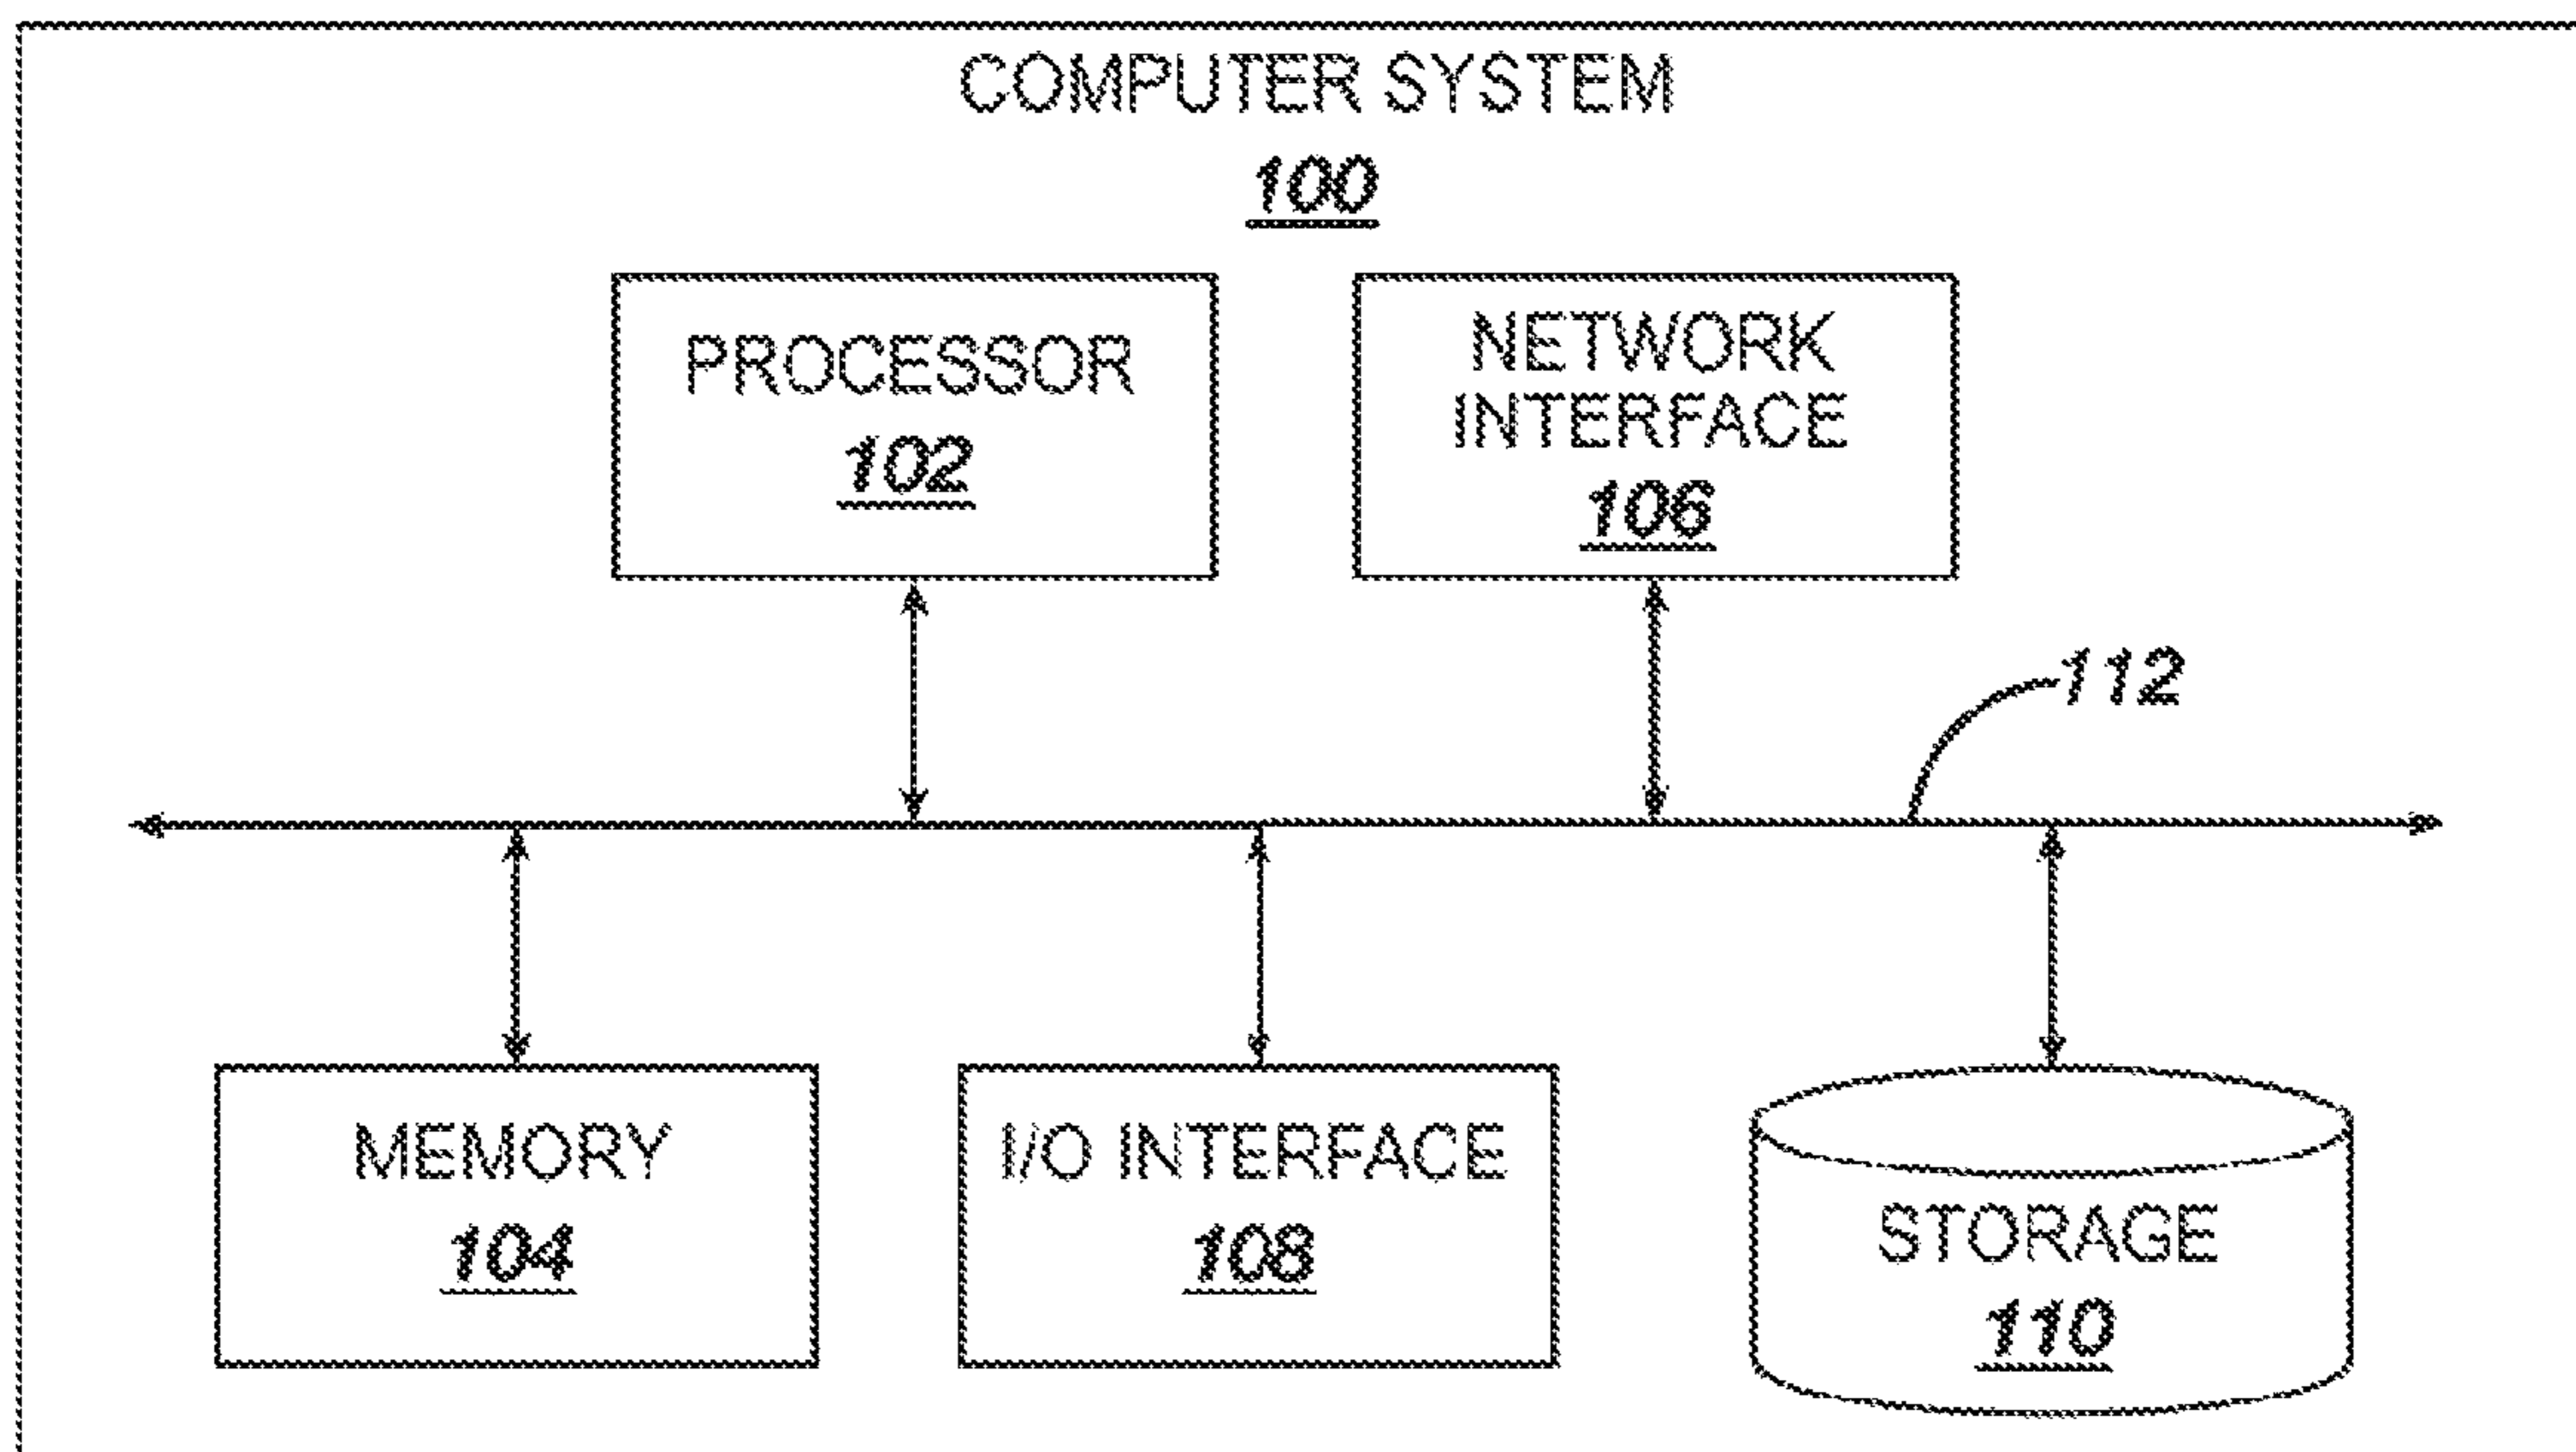 COMPUTER SYSTEM
100
PROCESSOR
102
NETWORK
INTERFACE
106
112
MEMORY
104
I/O INTERFACE
108
STORAGE
110